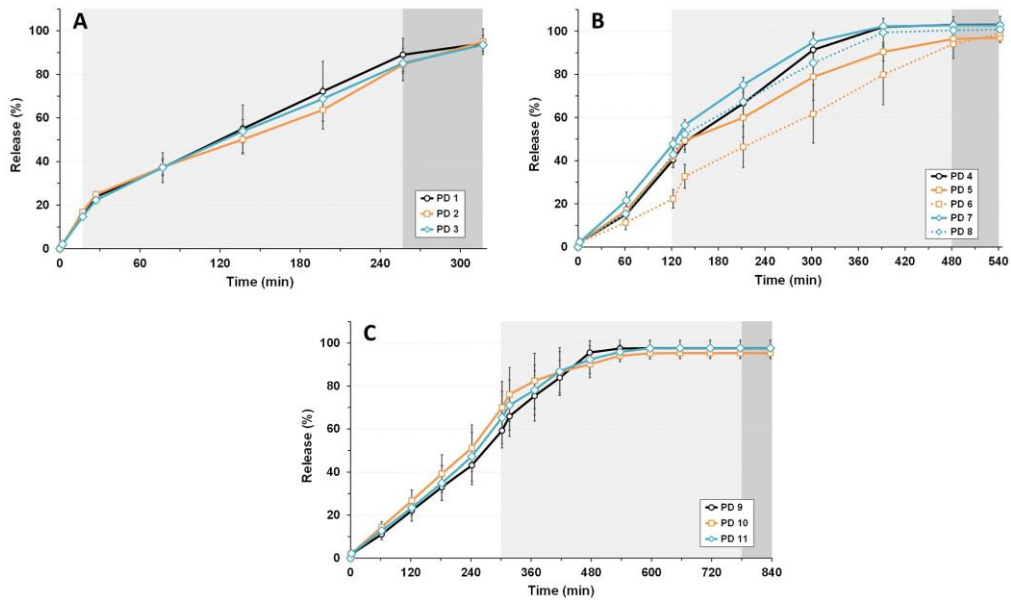 A
Release (%)
100
80
60
40
20
0
PD 1
PD 2
PD 3
0 60 120 180 240 300
Time (min)
B
Release (%)
100
80
60
40
20
0
PD 4
PD 5
PD 6
PD 7
PD 8
0 60 120 180 240 300 360 420 480 540
Time (min)
C
Release (%)
100
80
60
40
20
0
PD 9
PD 10
PD 11
0 120 240 360 480 600 720 840
Time (min)